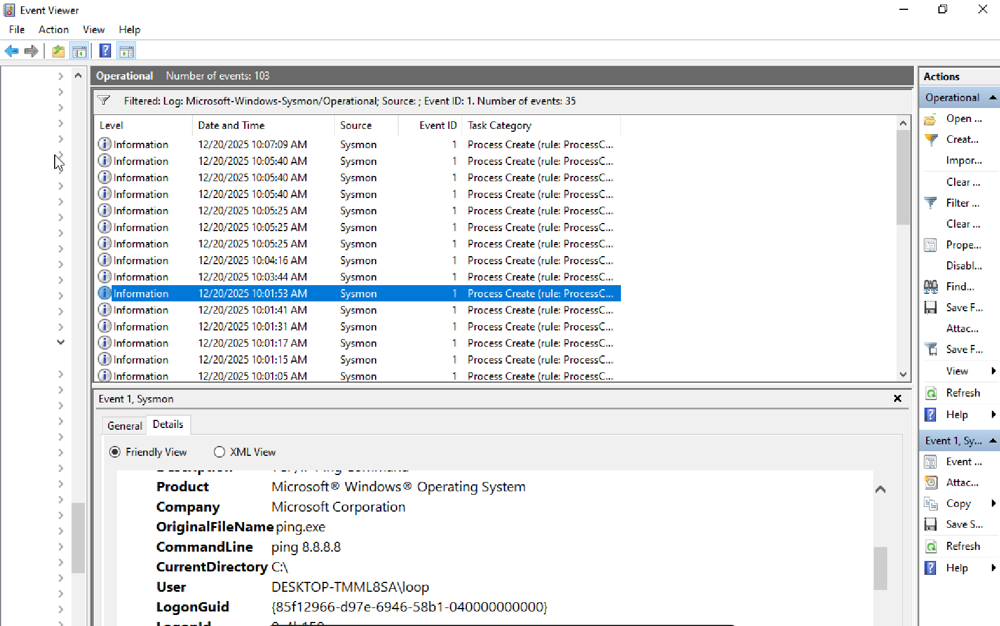 Event Viewer
File Action View Help
Operational Number of events: 103
Filtered: Log: Microsoft-Windows-Sysmon/Operational; Source: ; Event ID: 1. Number of events: 35
Level Date and Time Source Event ID Task Category
Information 12/20/2025 10:07:09 AM Sysmon 1 Process Create (rule: ProcessC...
Information 12/20/2025 10:05:40 AM Sysmon 1 Process Create (rule: ProcessC...
Information 12/20/2025 10:05:40 AM Sysmon 1 Process Create (rule: ProcessC...
Information 12/20/2025 10:05:40 AM Sysmon 1 Process Create (rule: ProcessC...
Information 12/20/2025 10:05:25 AM Sysmon 1 Process Create (rule: ProcessC...
Information 12/20/2025 10:05:25 AM Sysmon 1 Process Create (rule: ProcessC...
Information 12/20/2025 10:05:25 AM Sysmon 1 Process Create (rule: ProcessC...
Information 12/20/2025 10:04:16 AM Sysmon 1 Process Create (rule: ProcessC...
Information 12/20/2025 10:03:44 AM Sysmon 1 Process Create (rule: ProcessC...
Information 12/20/2025 10:01:53 AM Sysmon 1 Process Create (rule: ProcessC...
Information 12/20/2025 10:01:41 AM Sysmon 1 Process Create (rule: ProcessC...
Information 12/20/2025 10:01:31 AM Sysmon 1 Process Create (rule: ProcessC...
Information 12/20/2025 10:01:17 AM Sysmon 1 Process Create (rule: ProcessC...
Information 12/20/2025 10:01:15 AM Sysmon 1 Process Create (rule: ProcessC...
Information 12/20/2025 10:01:05 AM Sysmon 1 Process Create (rule: ProcessC...
Event 1, Sysmon
General Details
Friendly View XML View
Product Microsoft® Windows® Operating System
Company Microsoft Corporation
OriginalFileName ping.exe
CommandLine ping 8.8.8.8
CurrentDirectory C:\
User DESKTOP-TMML8SA\loop
LogonGuid {85f12966-d97e-6946-58b1-040000000000}
Actions
Operational
Open ...
Creat...
Impor...
Clear ...
Filter ...
Clear ...
Prope...
Disabl...
Find...
Save F...
Attac...
Save F...
View
Refresh
Help
Event 1, Sy...
Event ...
Attac...
Copy
Save S...
Refresh
Help